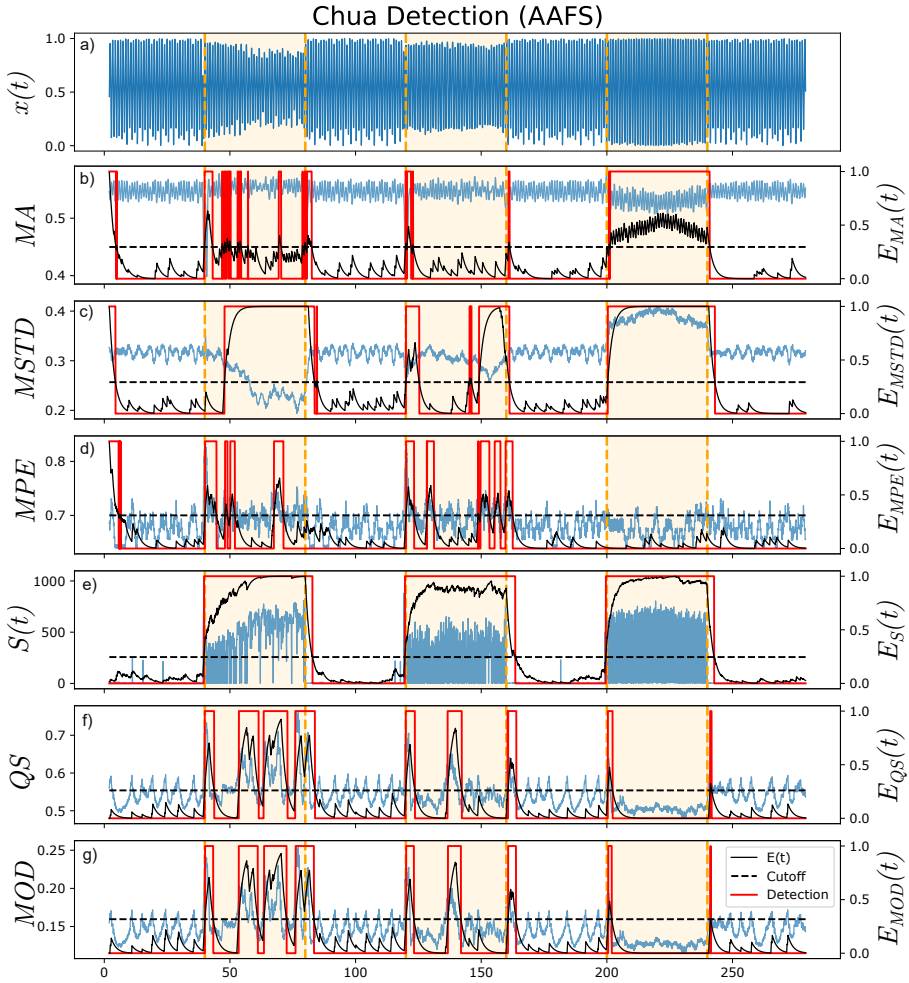 Chua Detection (AAFS)
a)
x(t)
1.0
0.5
0.0
b)
MA
0.5
0.4
1.0
0.5
0.0
E_MA(t)
c)
MSTD
0.4
0.3
0.2
1.0
0.5
0.0
E_MSTD(t)
d)
MPE
0.8
0.7
1.0
0.5
0.0
E_MPE(t)
e)
S(t)
1000
500
0
1.0
0.5
0.0
E_S(t)
f)
QS
0.7
0.6
0.5
1.0
0.5
0.0
E_QS(t)
g)
MOD
0.25
0.20
0.15
1.0
0.5
0.0
E_MOD(t)
E(t)
Cutoff
Detection
0 50 100 150 200 250